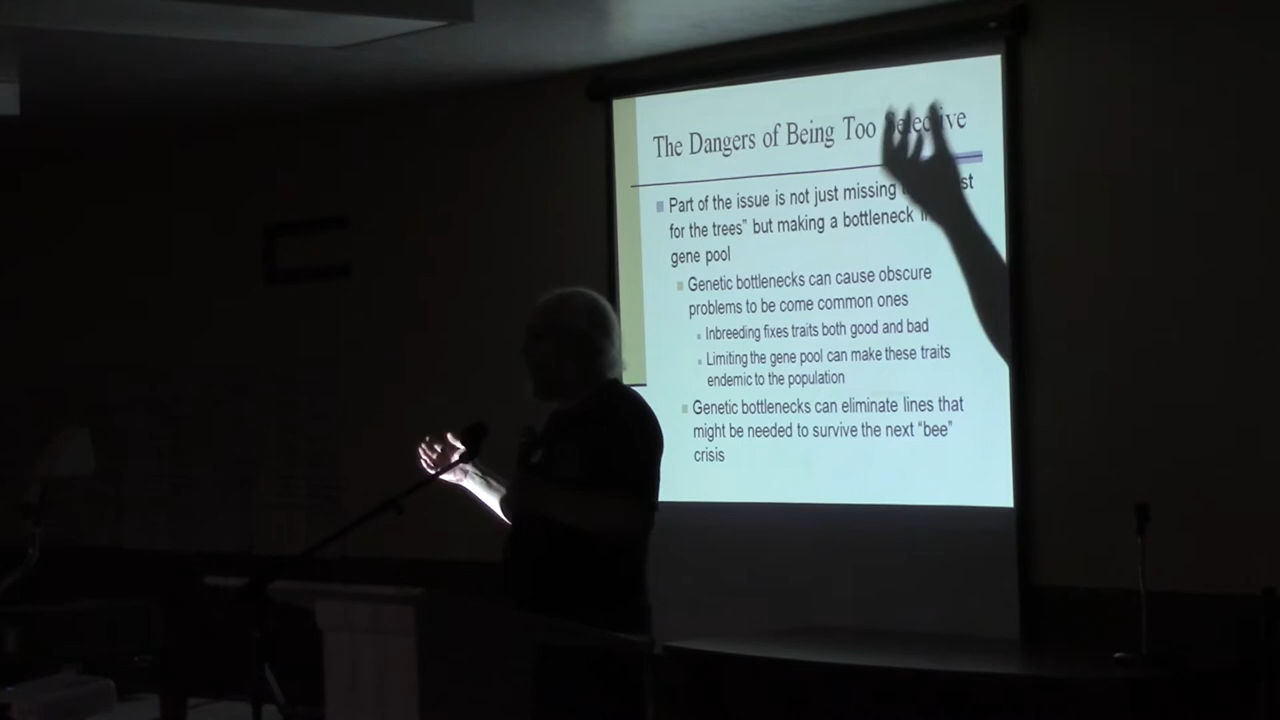 The Dangers of Being Too Selective
Part of the issue is not just missing
for the trees" but making a bottleneck
gene pool
Genetic bottlenecks can cause obscure
problems to be come common ones
Inbreeding fixes traits both good and bad
Limiting the gene pool can make these traits
endemic to the population
Genetic bottlenecks can eliminate lines that
might be needed to survive the next “bee”
crisis